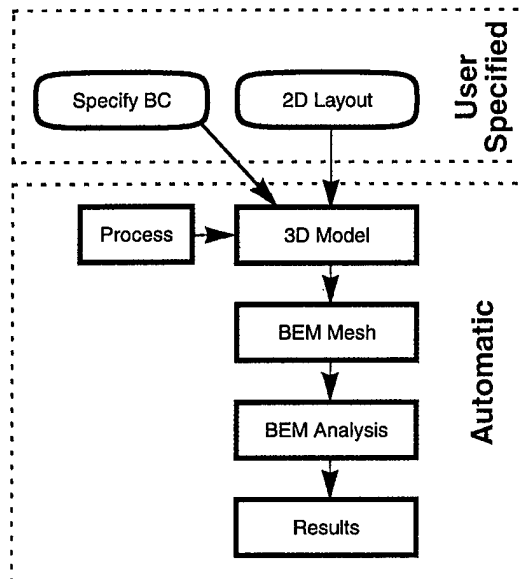 Specify BC
2D Layout
User
Specified
Process
3D Model
BEM Mesh
BEM Analysis
Results
Automatic